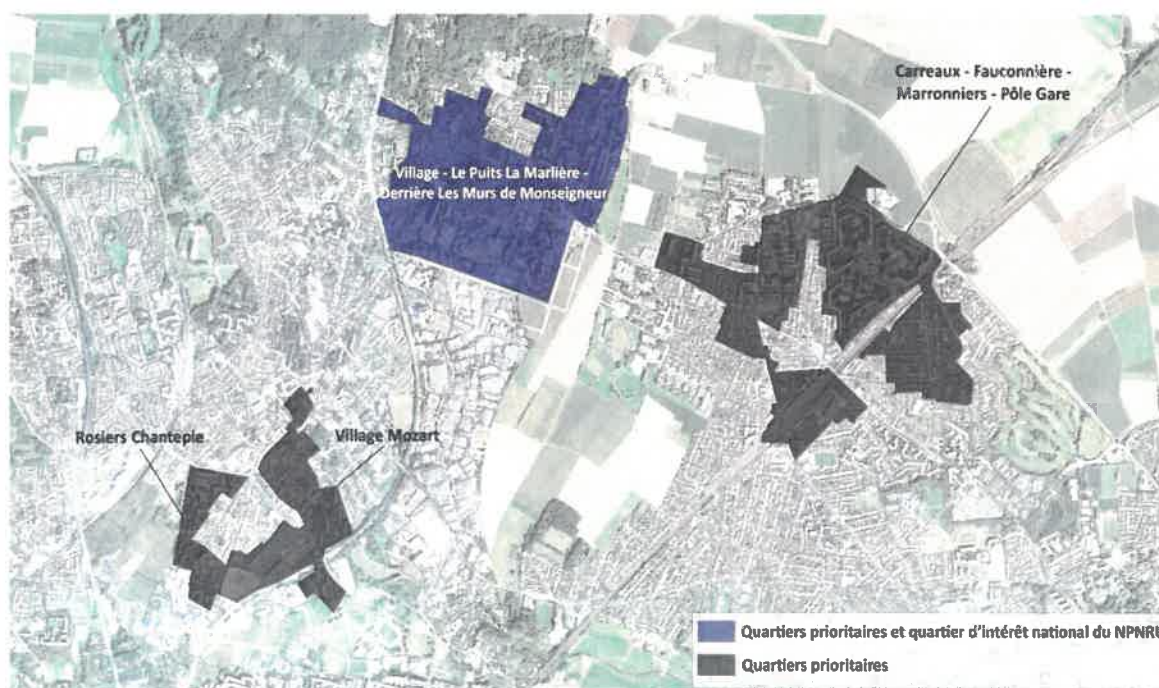 Carreaux - Fauconnière -
Marronniers - Pôle Gare
Village - Le Puits La Marlière -
Derrière Les Murs de Monseigneur
Rosiers Chantepie
Village Mozart
Quartiers prioritaires et quartier d'intérêt national du NPNRU
Quartiers prioritaires